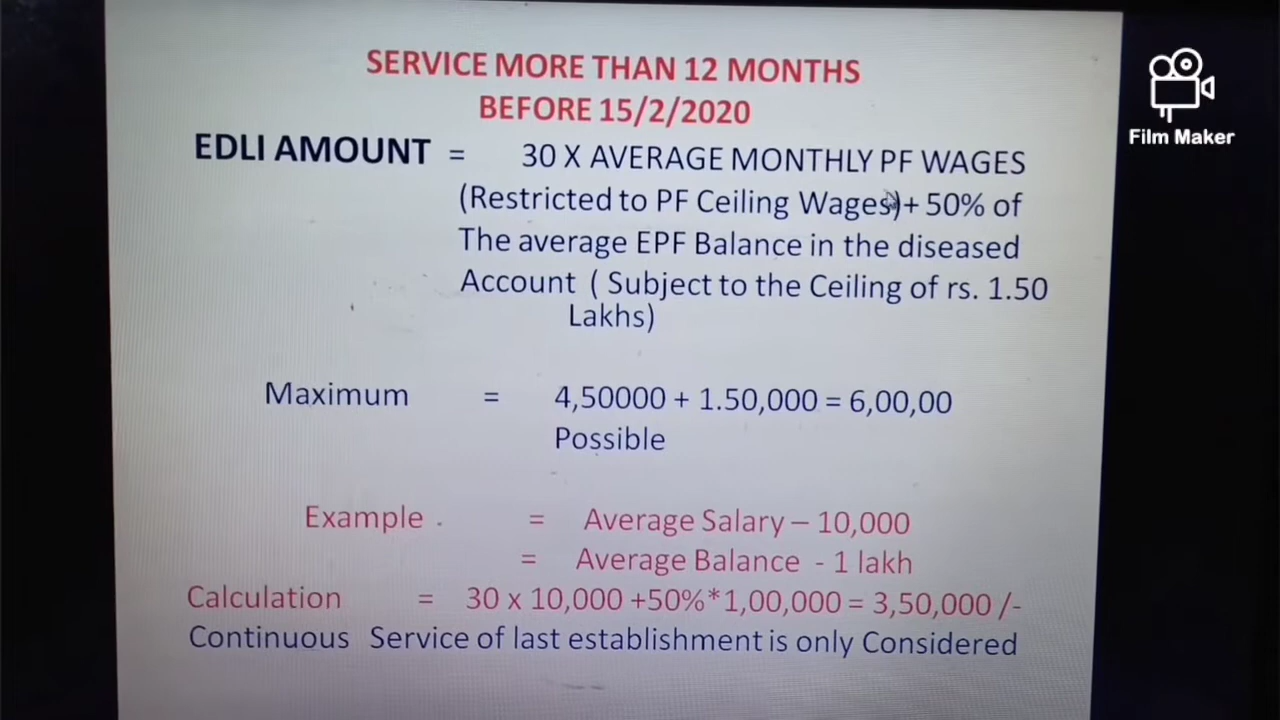 SERVICE MORE THAN 12 MONTHS
BEFORE 15/2/2020
EDLI AMOUNT = 30 X AVERAGE MONTHLY PF WAGES
(Restricted to PF Ceiling Wages)+ 50% of
The average EPF Balance in the diseased
Account ( Subject to the Ceiling of rs. 1.50
Lakhs)
Maximum = 4,50000 + 1.50,000 = 6,00,00
Possible
Example = Average Salary – 10,000
= Average Balance - 1 lakh
Calculation = 30 x 10,000 +50%*1,00,000 = 3,50,000 /-
Continuous Service of last establishment is only Considered
Film Maker